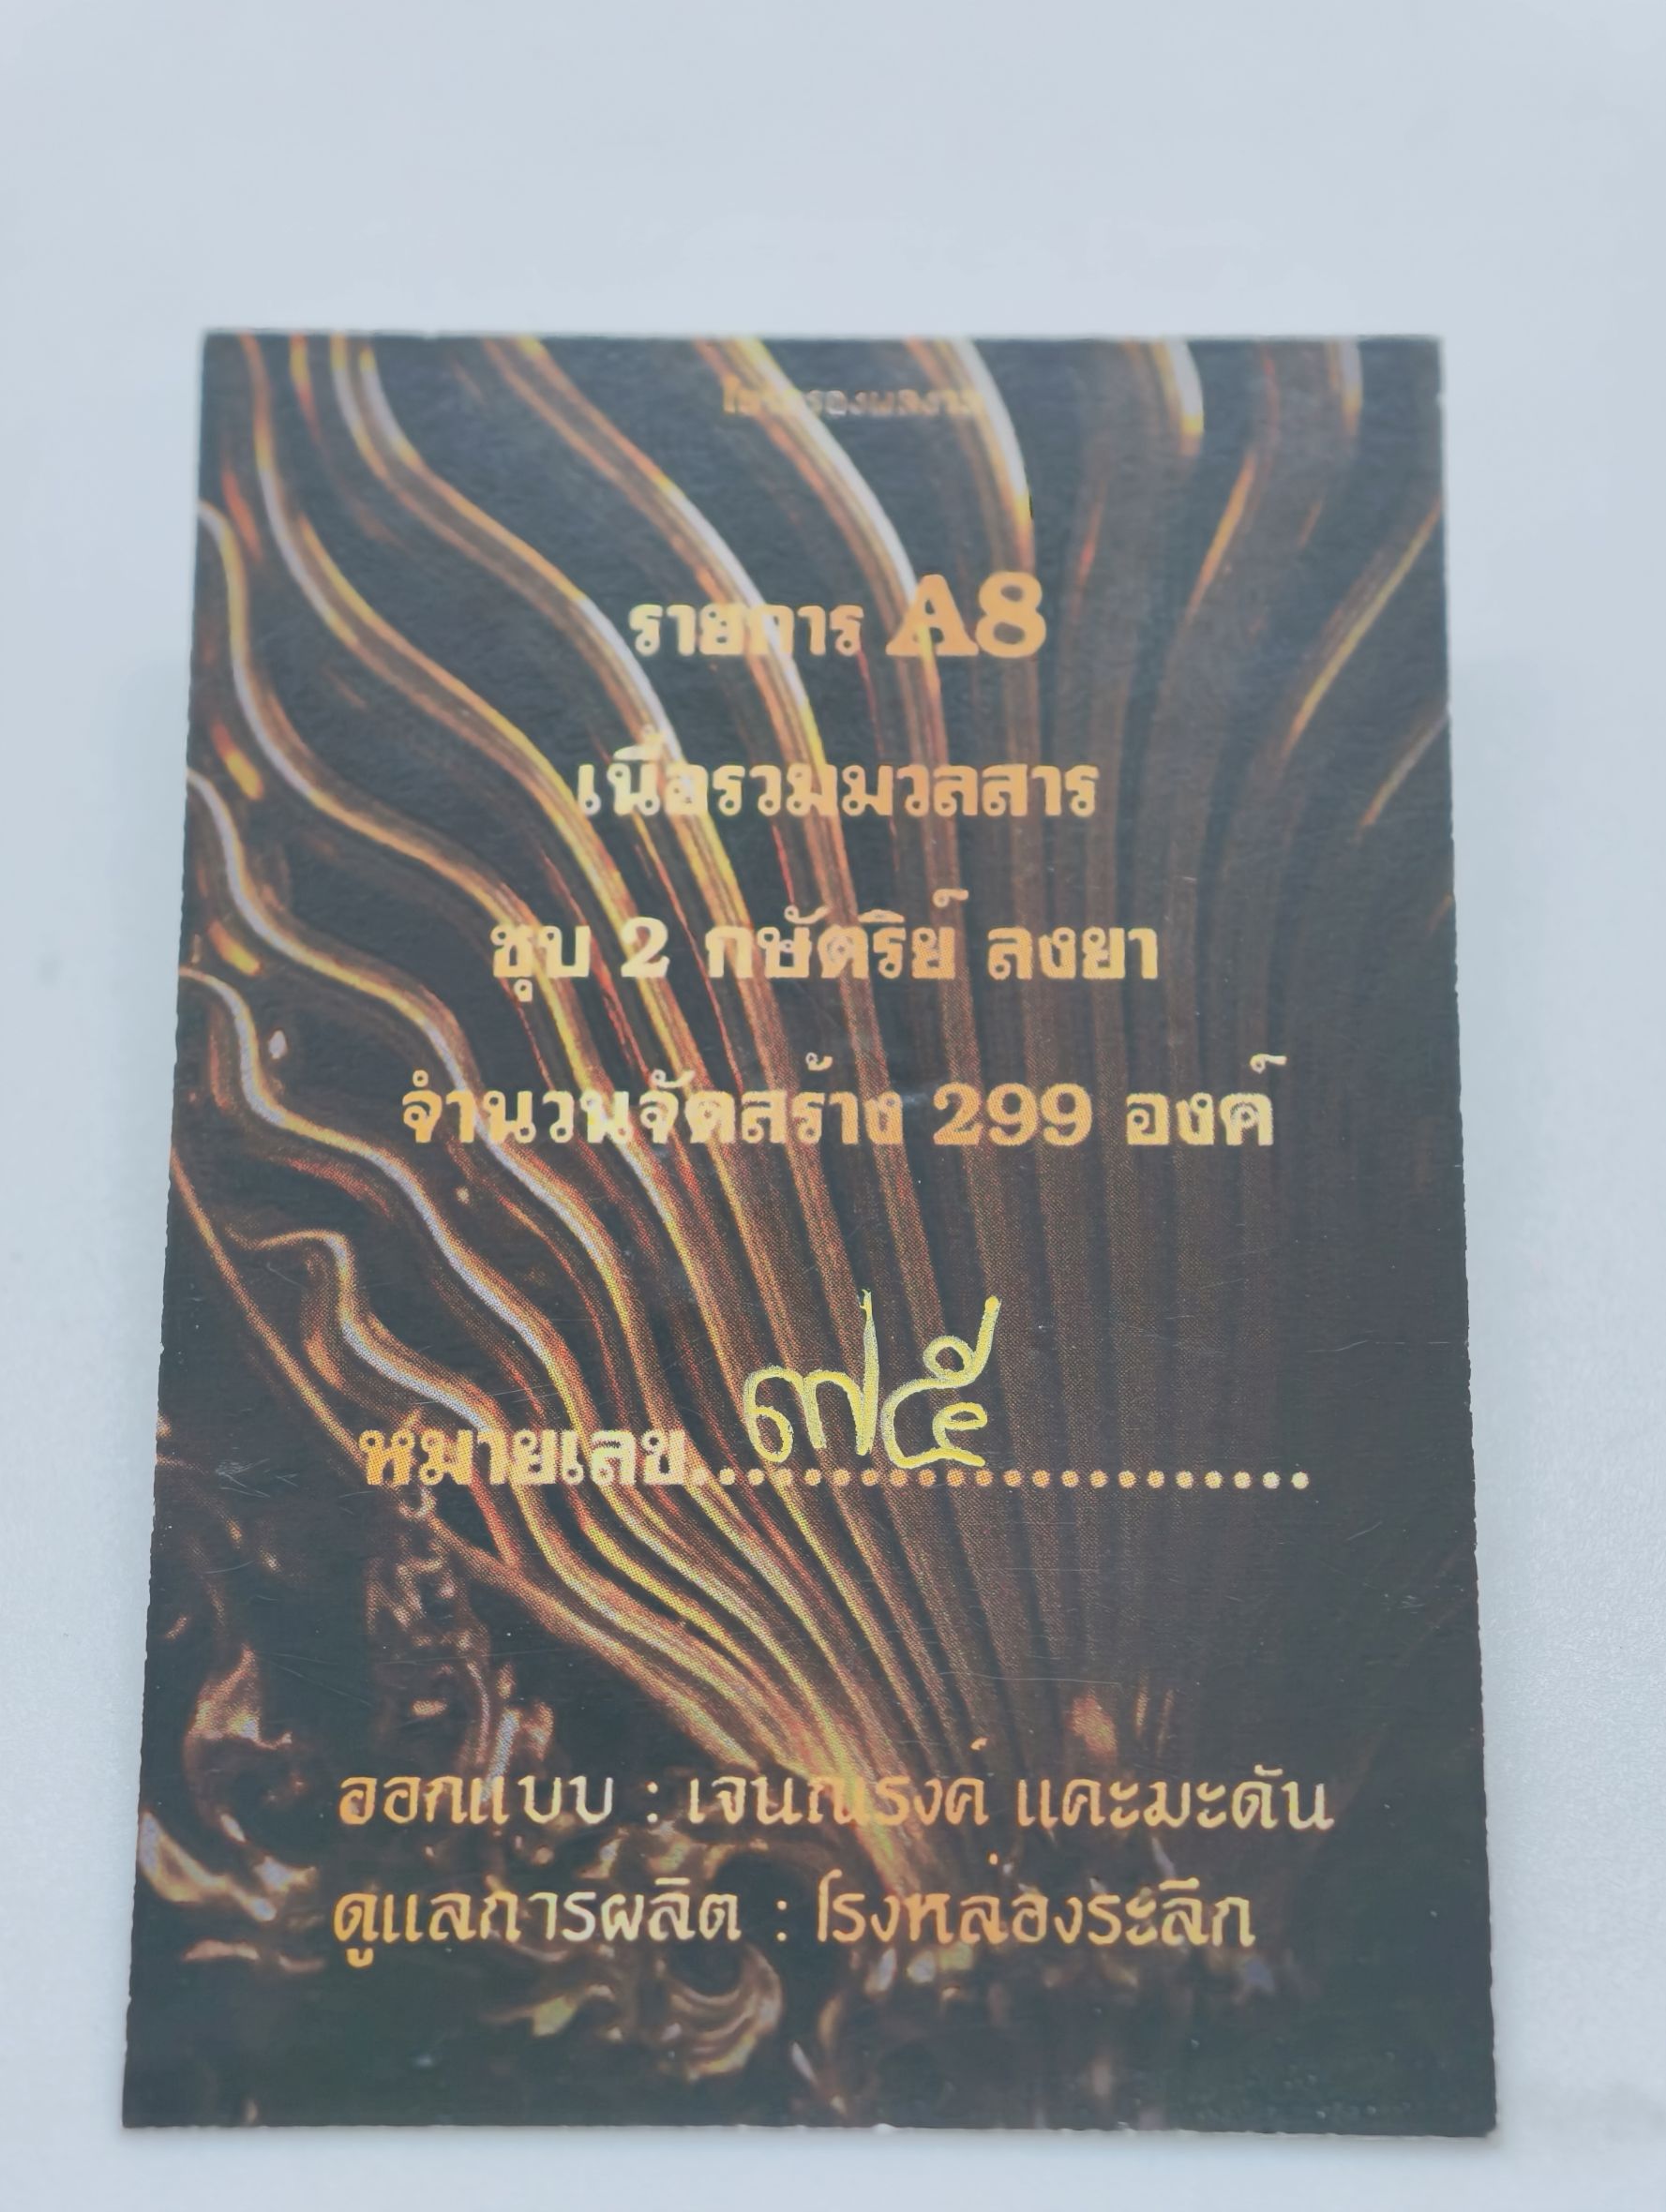 รายการ A8
เนื้อรวมมวลสาร
ชุบ 2 กษัตริย์ ลงยา
จำนวนจัดสร้าง 299 องค์
หมายเลข..........................๗๕
ออกแบบ : เจนณรงค์ แคะมะดัน
ดูแลการผลิต : โรงหล่องระลึก